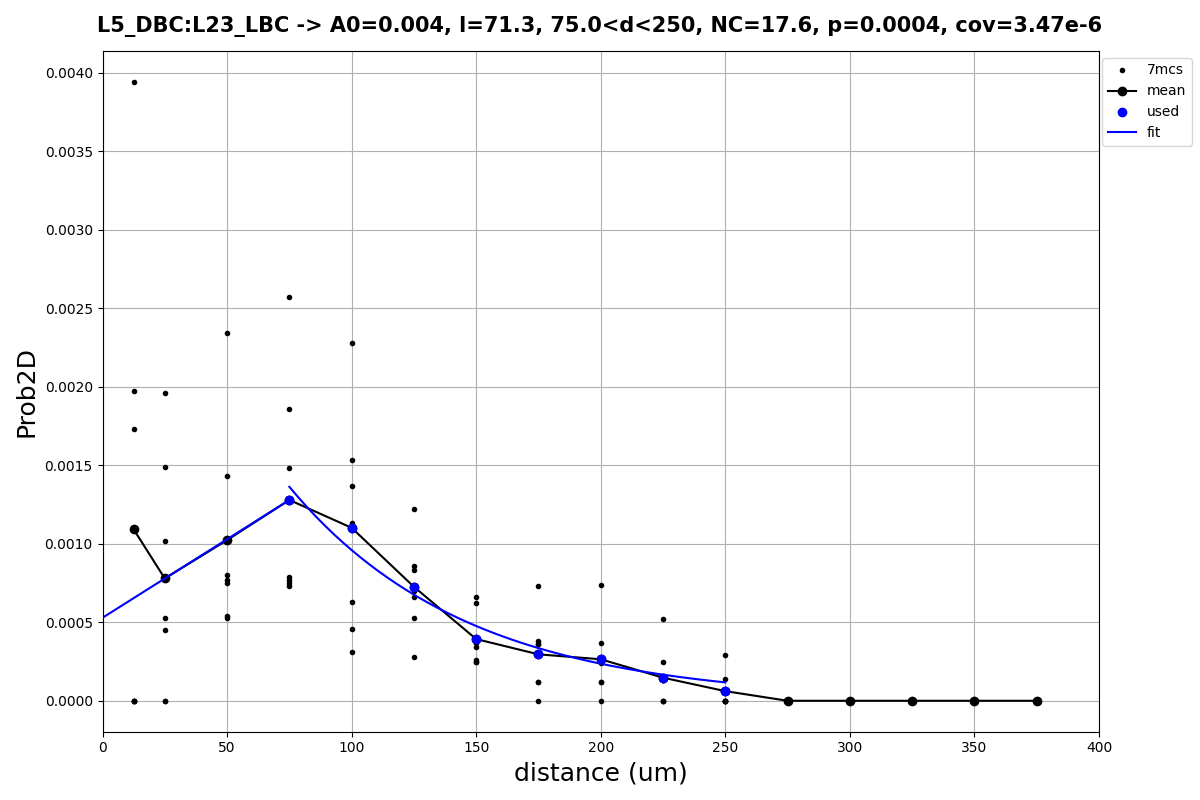 L5_DBC:L23_LBC -> A0=0.004, l=71.3, 75.0<d<250, NC=17.6, p=0.0004, cov=3.47e-6
7mcs
mean
used
fit
Prob2D
0.0040
0.0035
0.0030
0.0025
0.0020
0.0015
0.0010
0.0005
0.0000
0 50 100 150 200 250 300 350 400
distance (um)